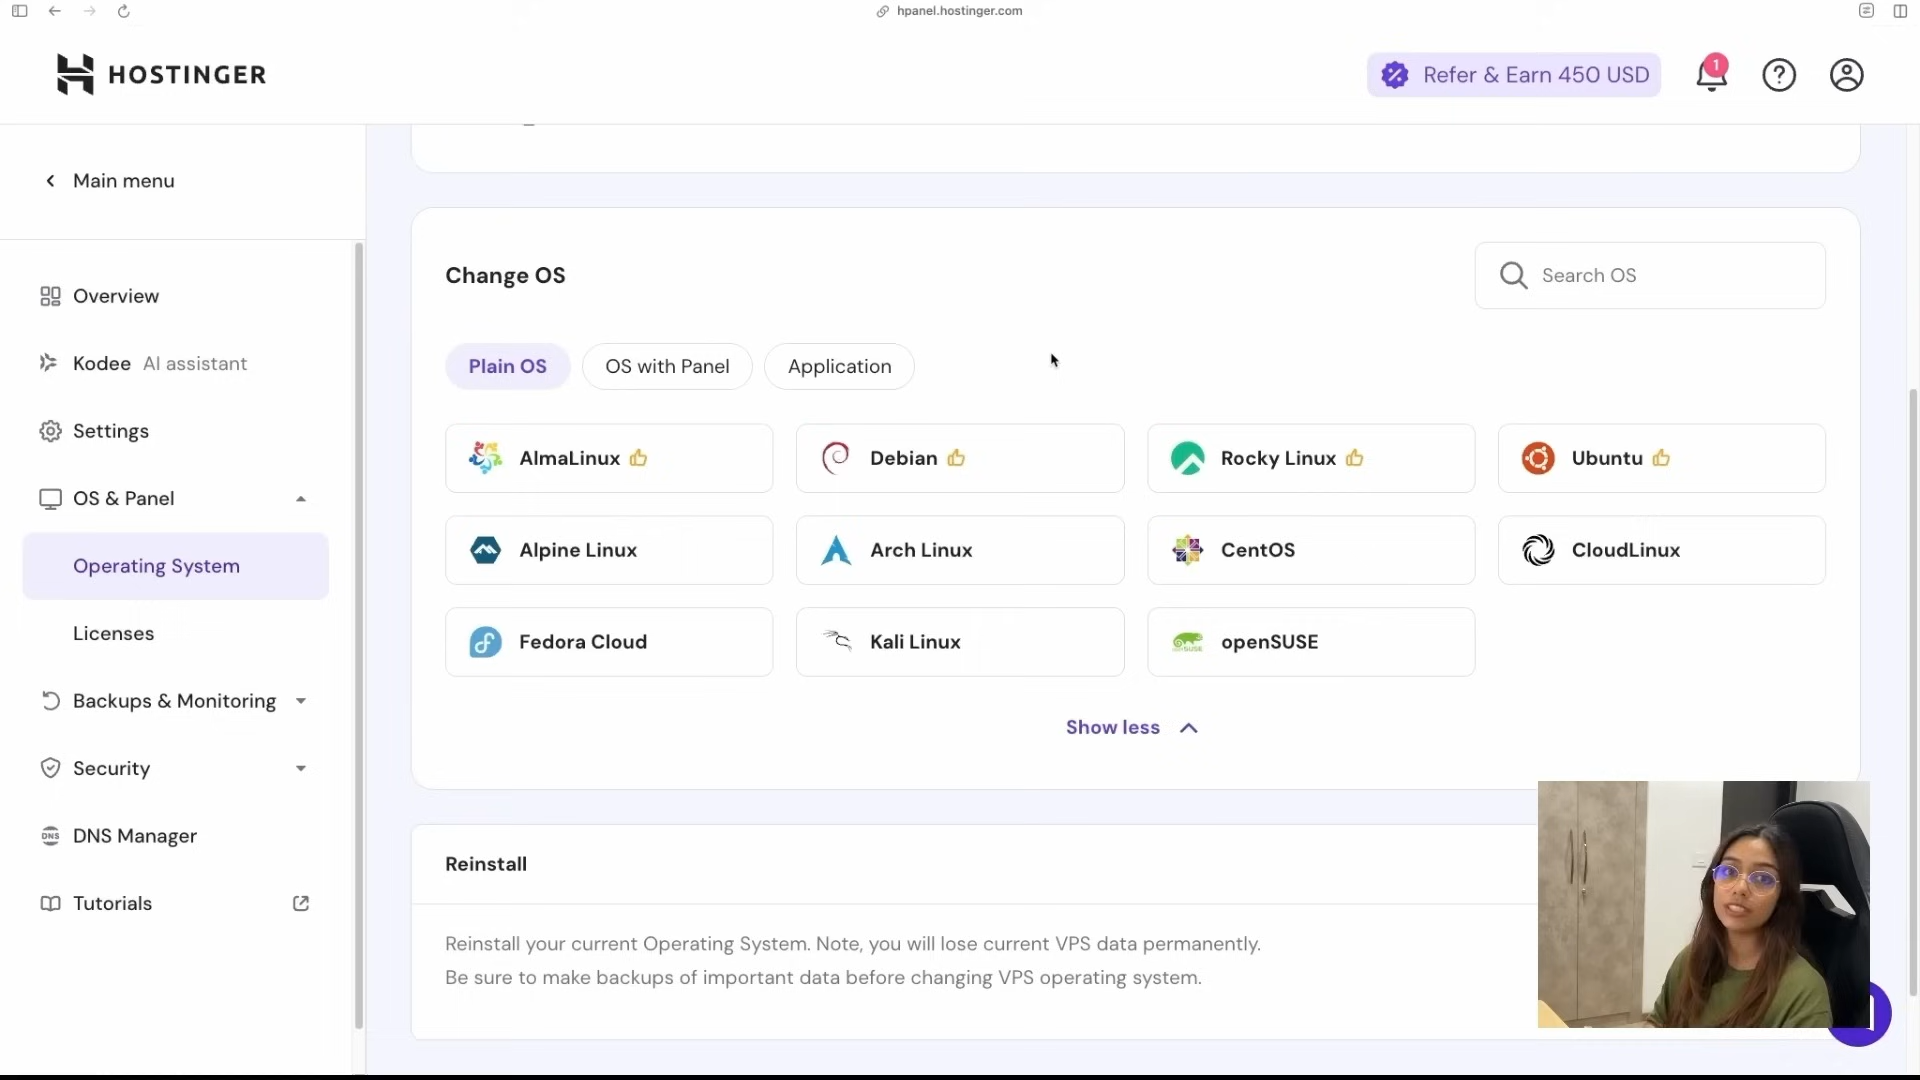 hpanel.hostinger.com
HOSTINGER
Refer & Earn 450 USD
1
Main menu
Overview
Kodee AI assistant
Settings
OS & Panel
Operating System
Licenses
Backups & Monitoring
Security
DNS
DNS Manager
Tutorials
Change OS
Search OS
Plain OS
OS with Panel
Application
AlmaLinux
Debian
Rocky Linux
Ubuntu
Alpine Linux
Arch Linux
CentOS
CloudLinux
Fedora Cloud
Kali Linux
openSUSE
Show less
Reinstall
Reinstall your current Operating System. Note, you will lose current VPS data permanently.
Be sure to make backups of important data before changing VPS operating system.